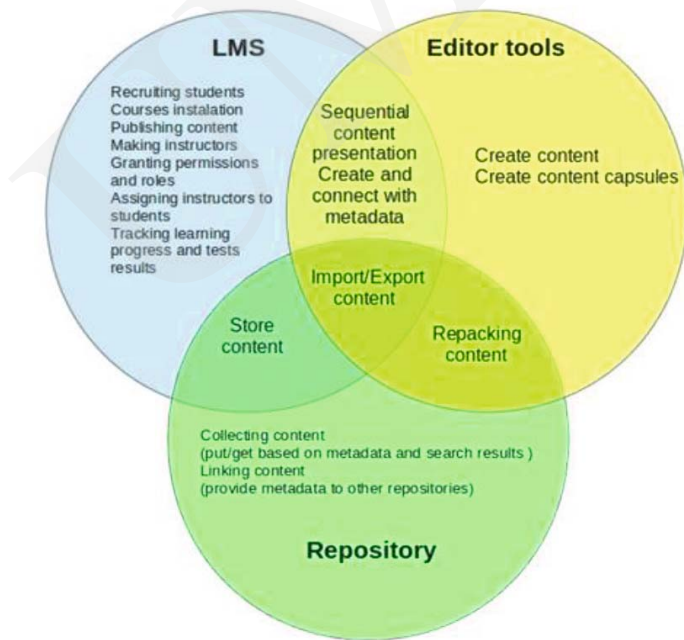 LMS
Recruiting students
Courses instalation
Publishing content
Making instructors
Granting permissions
and roles
Assigning instructors to
students
Tracking learning
progress and tests
results
Editor tools
Sequential
content
presentation
Create and
connect with
metadata
Create content
Create content capsules
Import/Export
content
Store
content
Repacking
content
Collecting content
(put/get based on metadata and search results )
Linking content
(provide metadata to other repositories)
Repository